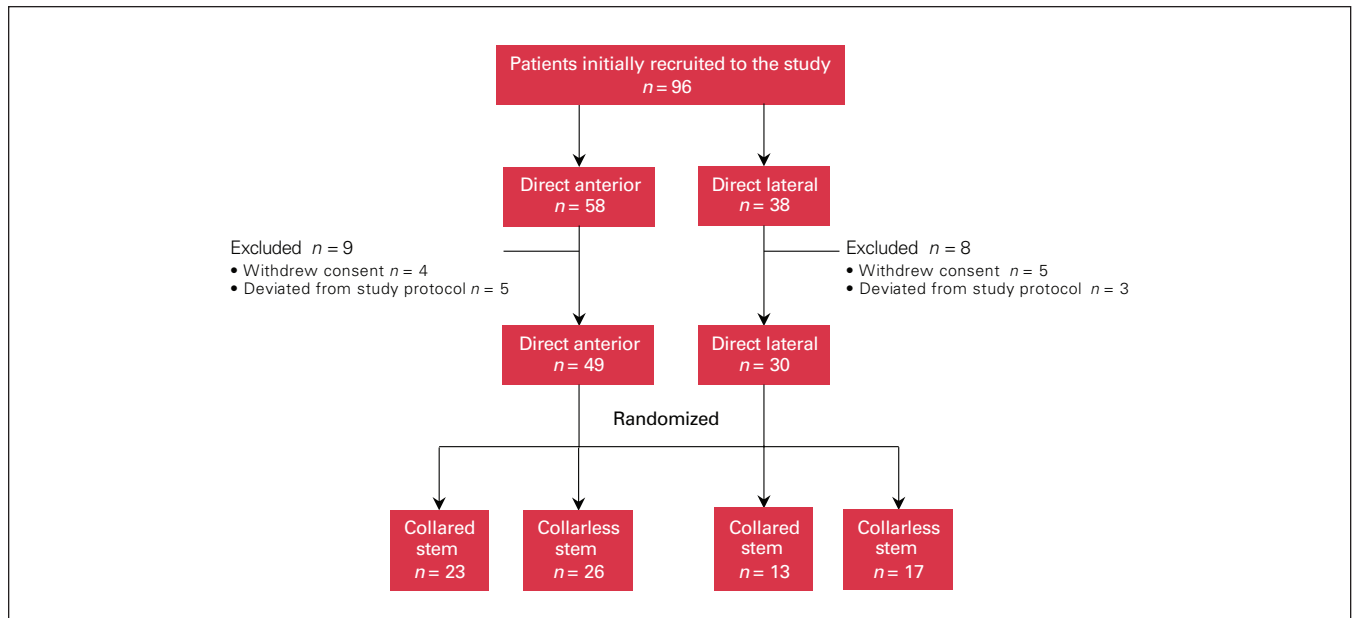 Patients initially recruited to the study
n = 96
Direct anterior
n = 58
Direct lateral
n = 38
Excluded n = 9
• Withdrew consent n = 4
• Deviated from study protocol n = 5
Excluded n = 8
• Withdrew consent n = 5
• Deviated from study protocol n = 3
Direct anterior
n = 49
Direct lateral
n = 30
Randomized
Collared
stem
n = 23
Collarless
stem
n = 26
Collared
stem
n = 13
Collarless
stem
n = 17